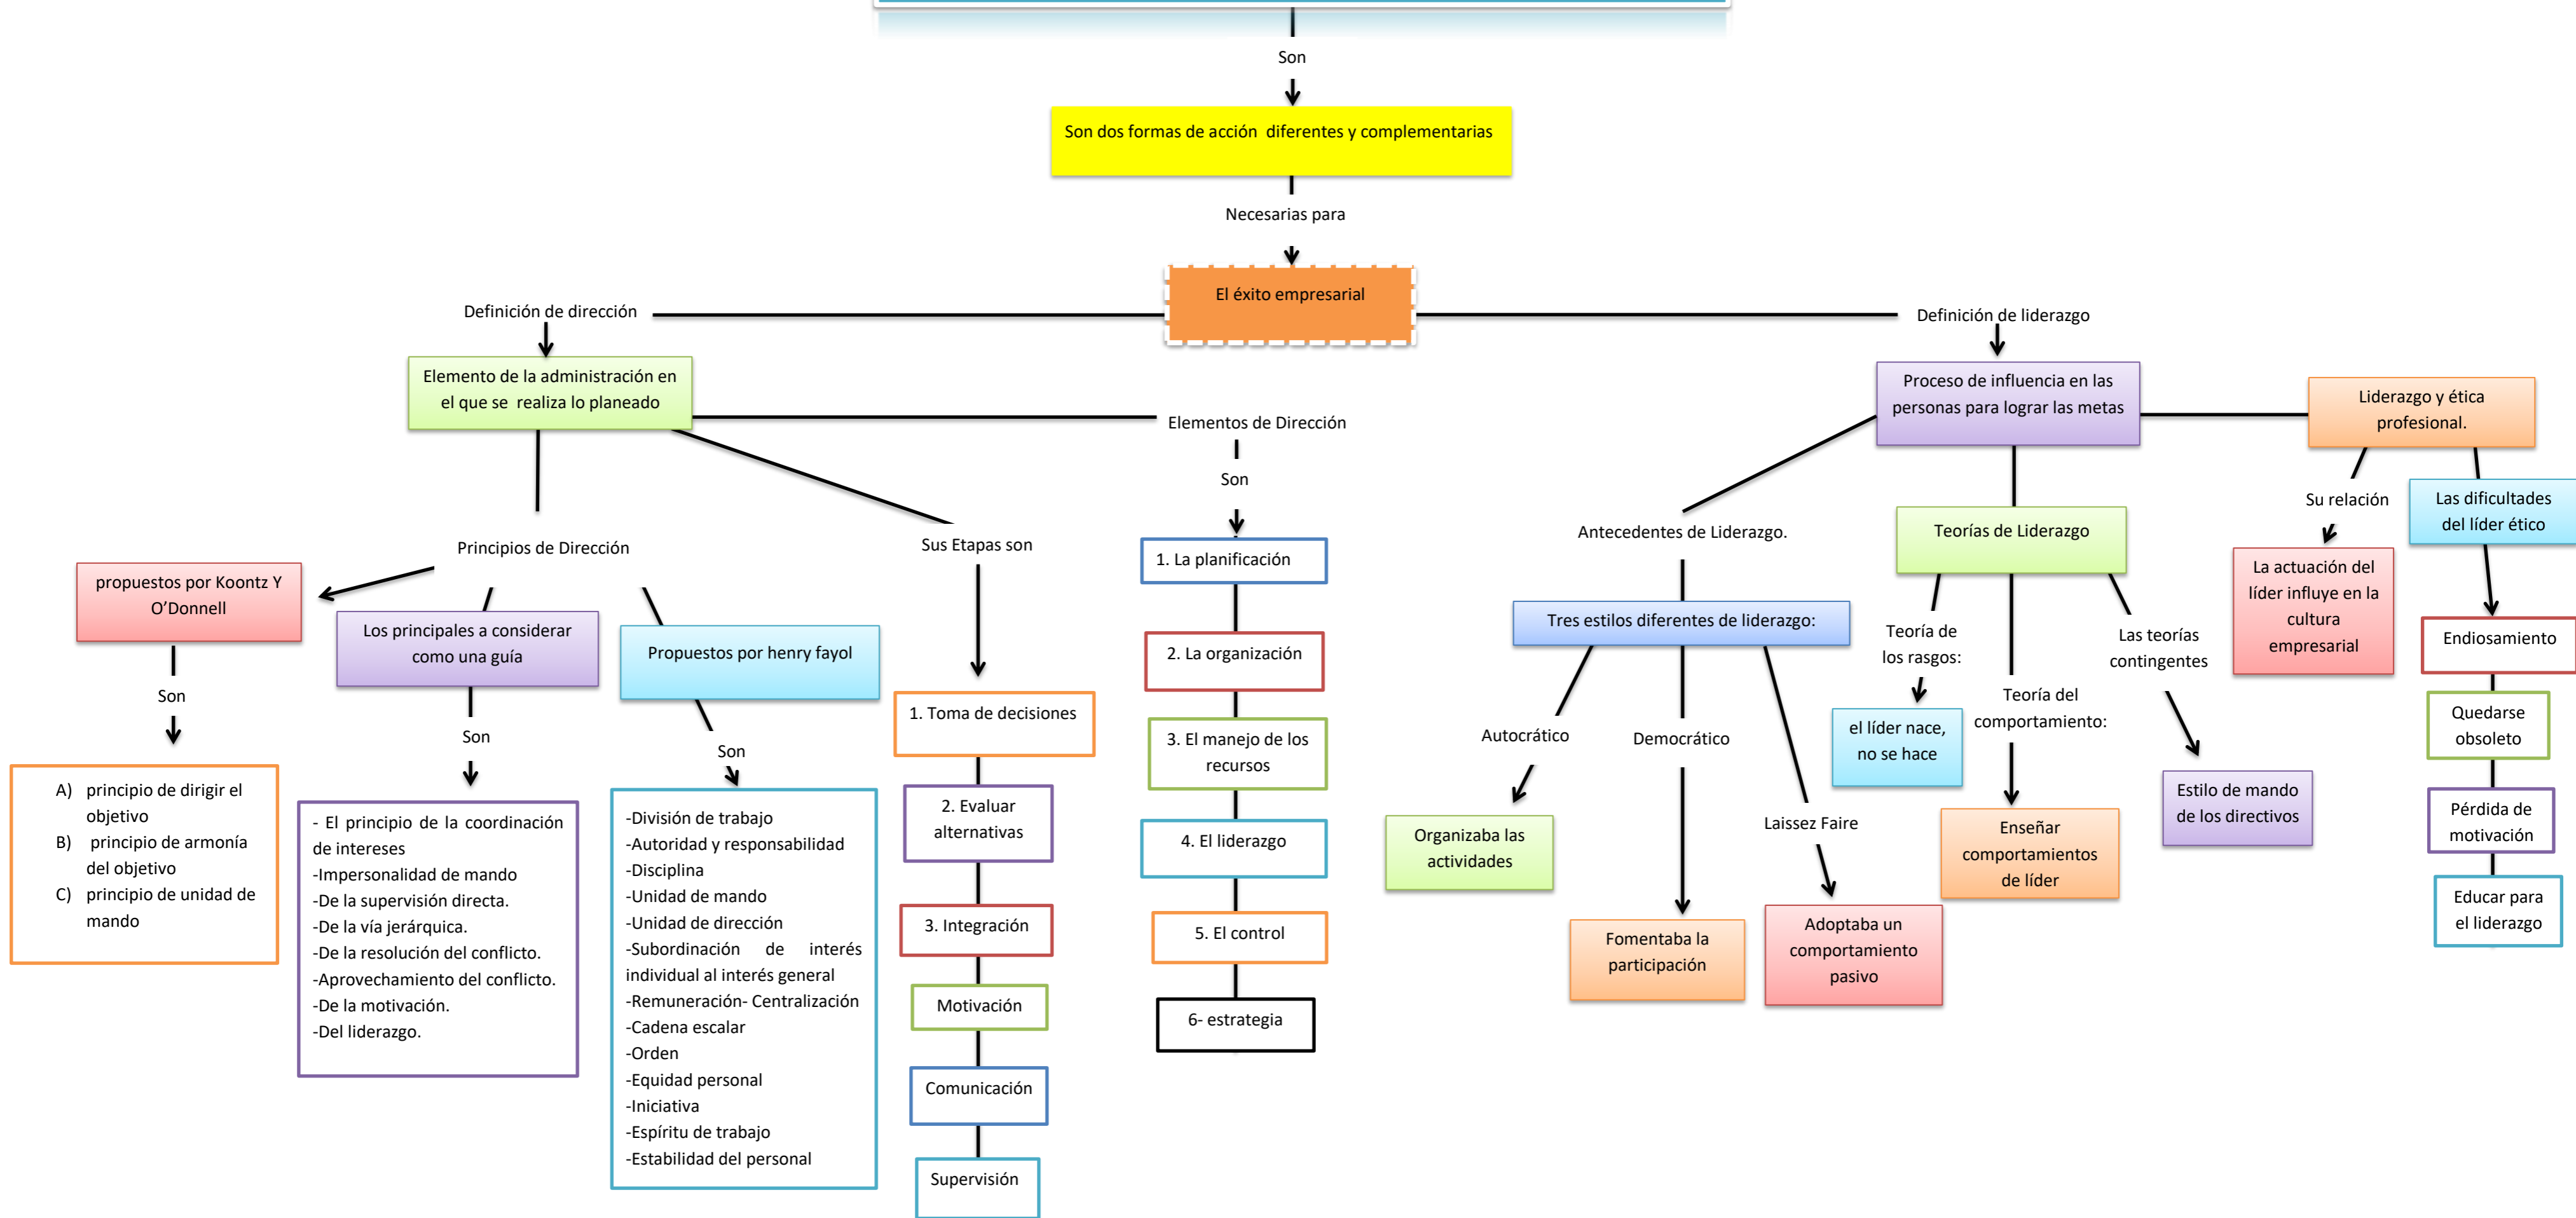 Son
Son dos formas de acción  diferentes y complementarias
Necesarias para
El éxito empresarial
Definición de dirección
Elemento de la administración en
el que se  realiza lo planeado
Principios de Dirección
propuestos por Koontz Y
O’Donnell
Son
A) principio de dirigir el
objetivo
B) principio de armonía
del objetivo
C) principio de unidad de
mando
Los principales a considerar
como una guía
Son
- El principio de la coordinación
de intereses
-Impersonalidad de mando
-De la supervisión directa.
-De la vía jerárquica.
-De la resolución del conflicto.
-Aprovechamiento del conflicto.
-De la motivación.
-Del liderazgo.
Propuestos por henry fayol
Son
-División de trabajo
-Autoridad y responsabilidad
-Disciplina
-Unidad de mando
-Unidad de dirección
-Subordinación de interés
individual al interés general
-Remuneración- Centralización
-Cadena escalar
-Orden
-Equidad personal
-Iniciativa
-Espíritu de trabajo
-Estabilidad del personal
Sus Etapas son
1. Toma de decisiones
2. Evaluar
alternativas
3. Integración
Motivación
Comunicación
Supervisión
Elementos de Dirección
Son
1. La planificación
2. La organización
3. El manejo de los
recursos
4. El liderazgo
5. El control
6- estrategia
Definición de liderazgo
Proceso de influencia en las
personas para lograr las metas
Antecedentes de Liderazgo.
Tres estilos diferentes de liderazgo:
Autocrático
Organizaba las
actividades
Democrático
Fomentaba la
participación
Laissez Faire
Adoptaba un
comportamiento
pasivo
Teorías de Liderazgo
Teoría de
los rasgos:
el líder nace,
no se hace
Teoría del
comportamiento:
Enseñar
comportamientos
de líder
Las teorías
contingentes
Estilo de mando
de los directivos
Liderazgo y ética
profesional.
Su relación
La actuación del
líder influye en la
cultura
empresarial
Las dificultades
del líder ético
Endiosamiento
Quedarse
obsoleto
Pérdida de
motivación
Educar para
el liderazgo